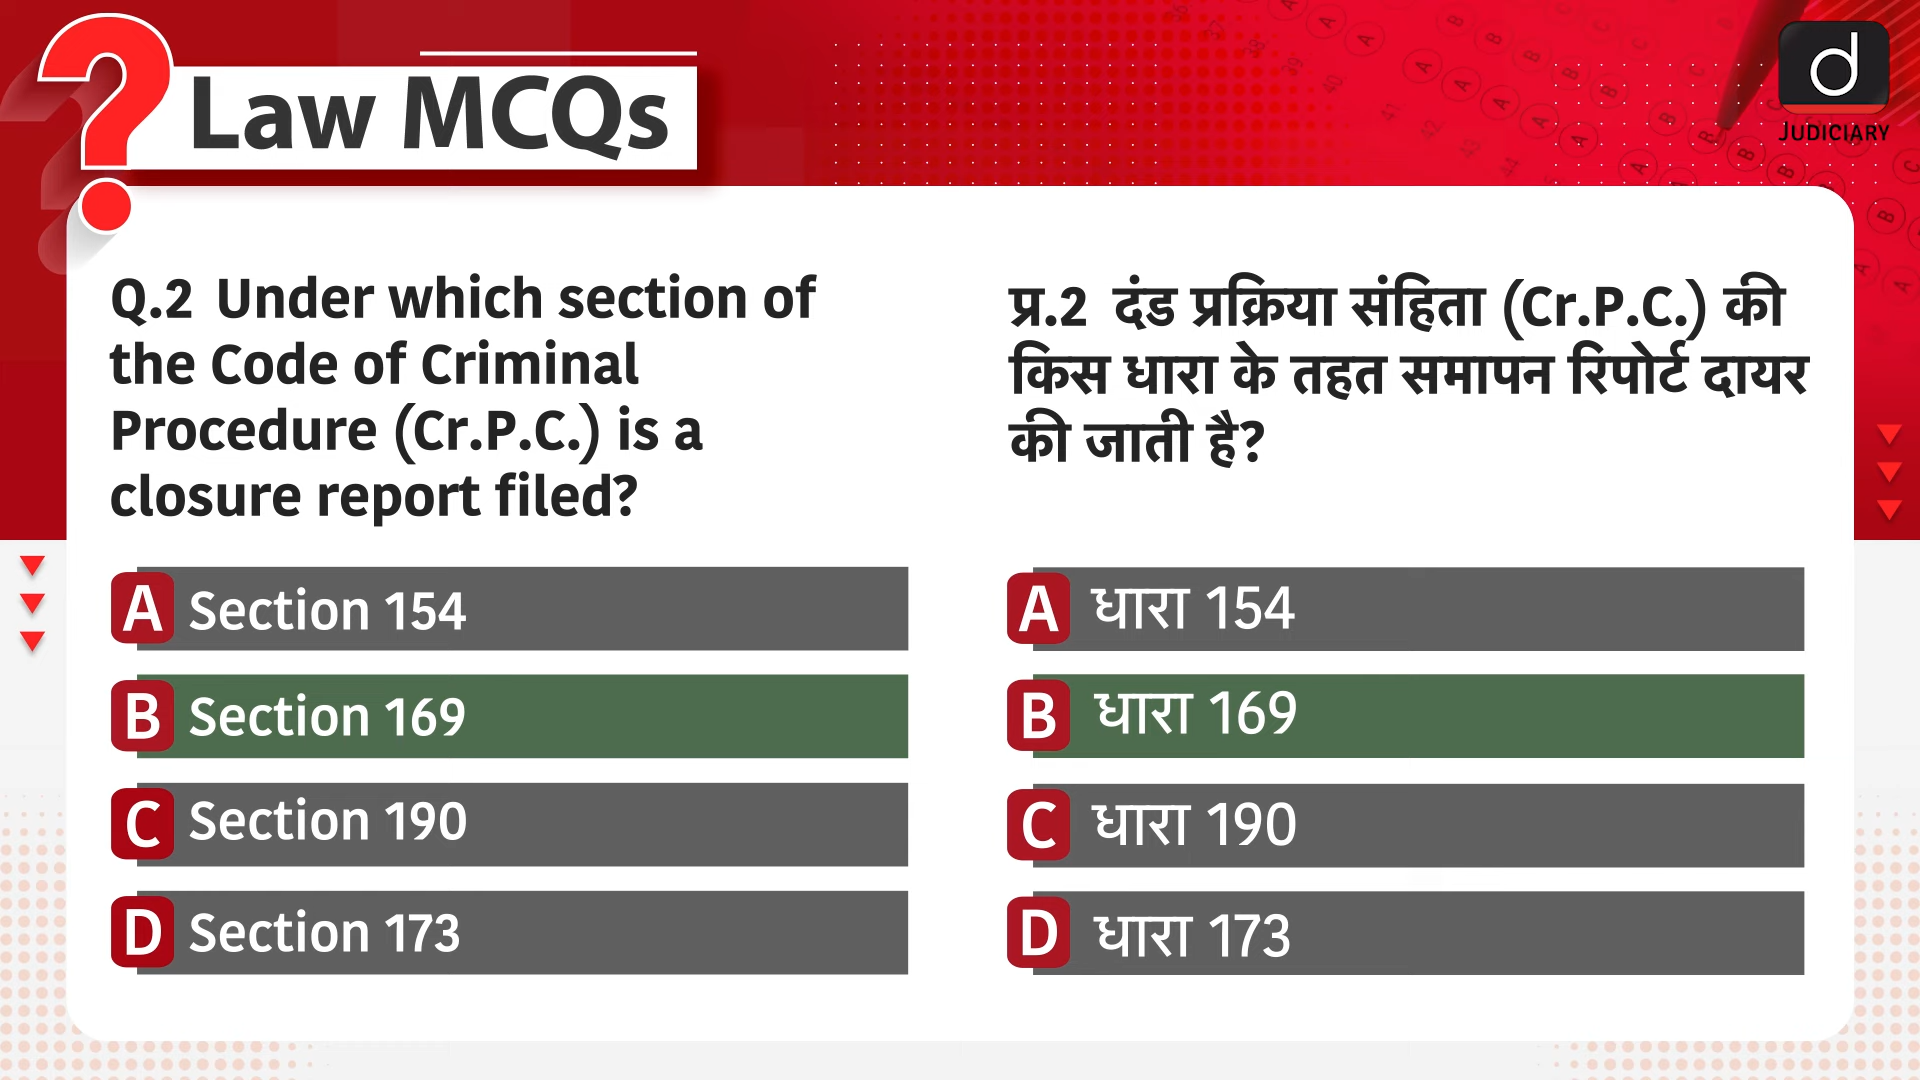 ?
Law MCQs
JUDICIARY
Q.2 Under which section of
the Code of Criminal
Procedure (Cr.P.C.) is a
closure report filed?
A Section 154
B Section 169
C Section 190
D Section 173
प्र.2 दंड प्रक्रिया संहिता (Cr.P.C.) की
किस धारा के तहत समापन रिपोर्ट दायर
की जाती है?
A धारा 154
B धारा 169
C धारा 190
D धारा 173